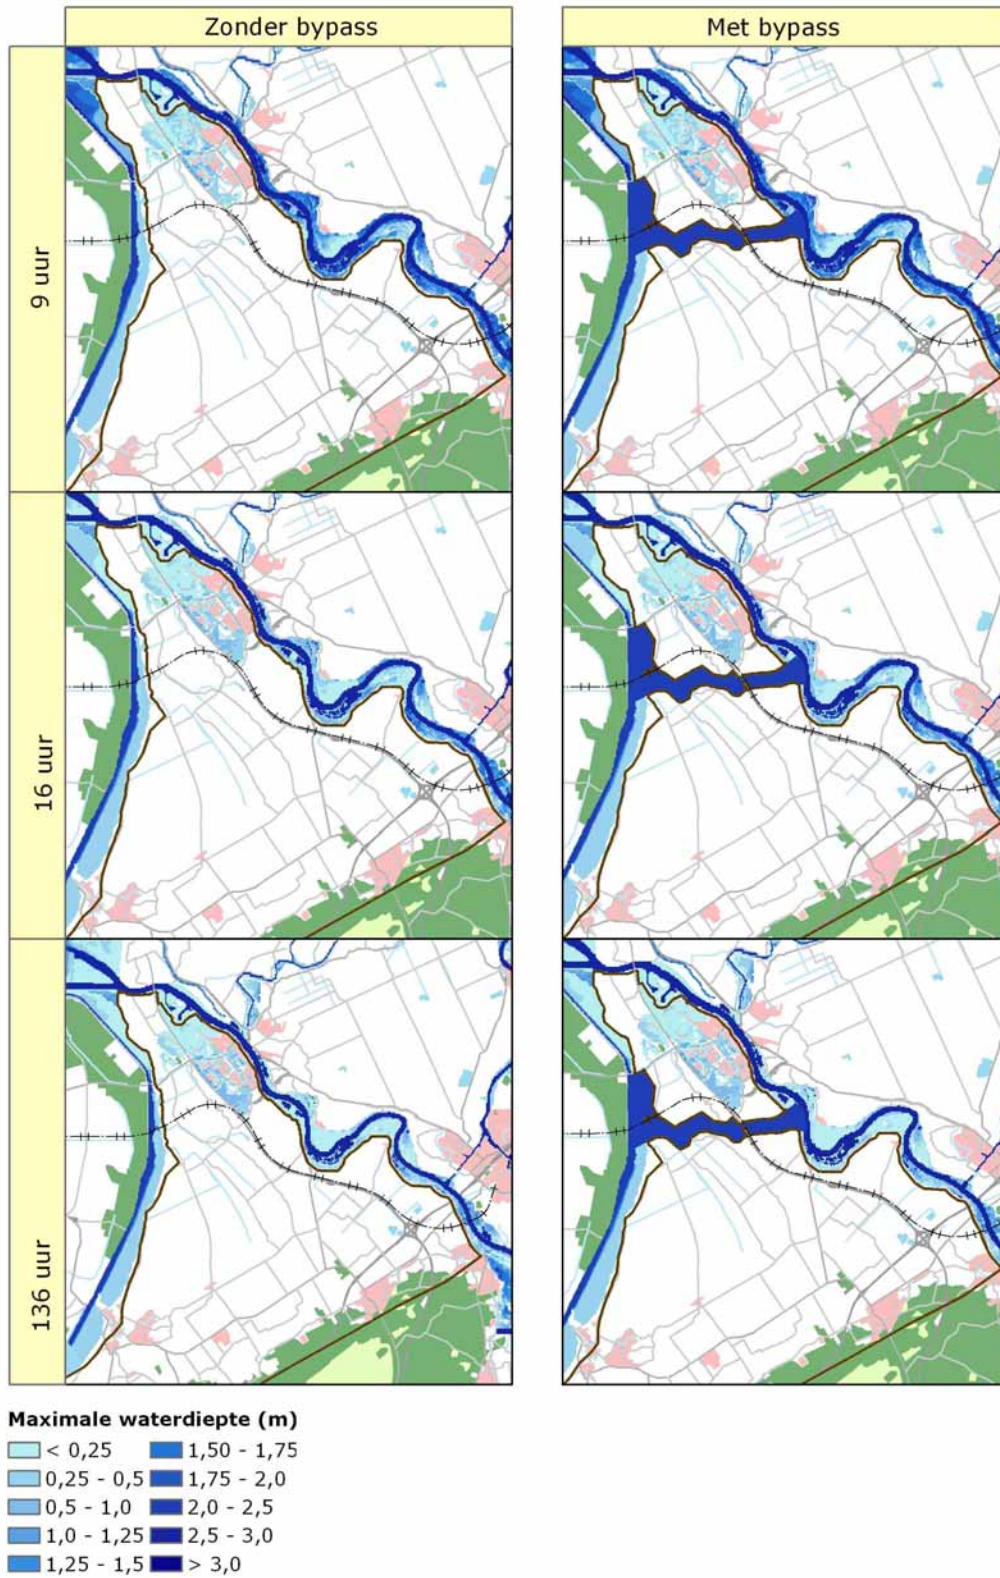 Zonder bypass
Met bypass
9 uur
16 uur
136 uur
Maximale waterdiepte (m)
< 0,25
0,25 - 0,5
0,5 - 1,0
1,0 - 1,25
1,25 - 1,5
1,50 - 1,75
1,75 - 2,0
2,0 - 2,5
2,5 - 3,0
> 3,0